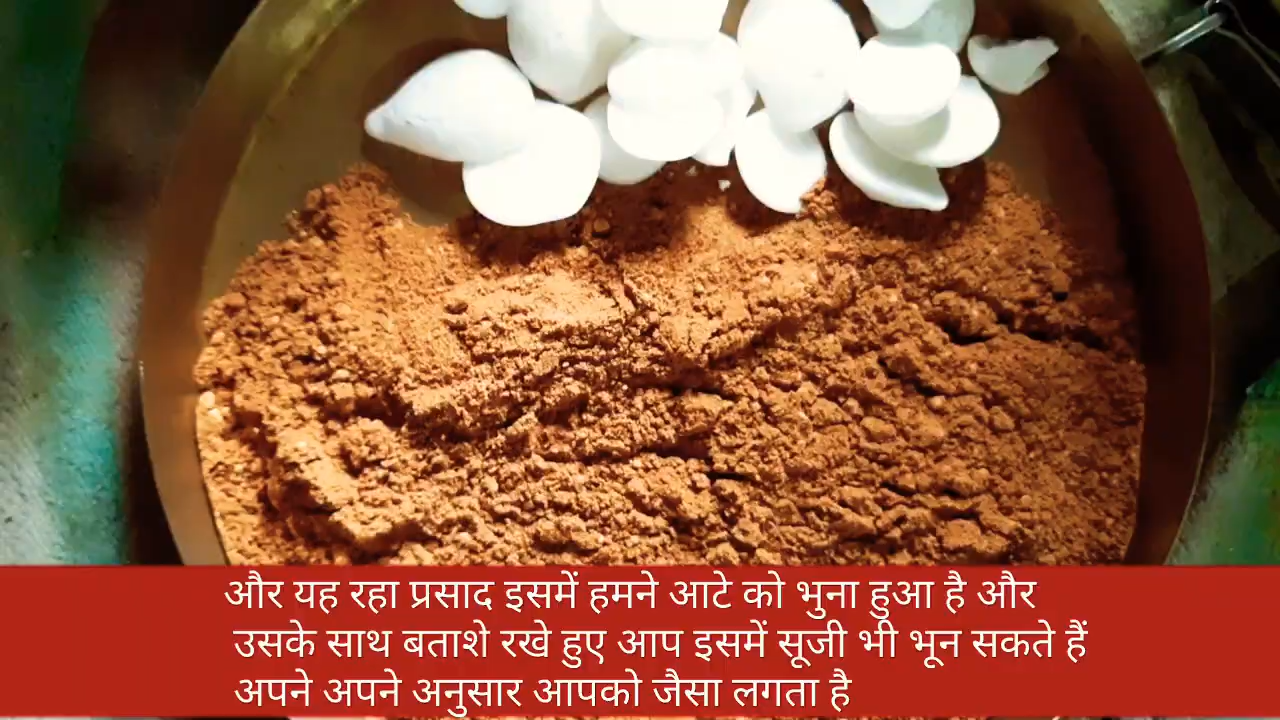 और यह रहा प्रसाद इसमें हमने आटे को भुना हुआ है और
उसके साथ बताशे रखे हुए आप इसमें सूजी भी भून सकते हैं
अपने अपने अनुसार आपको जैसा लगता है